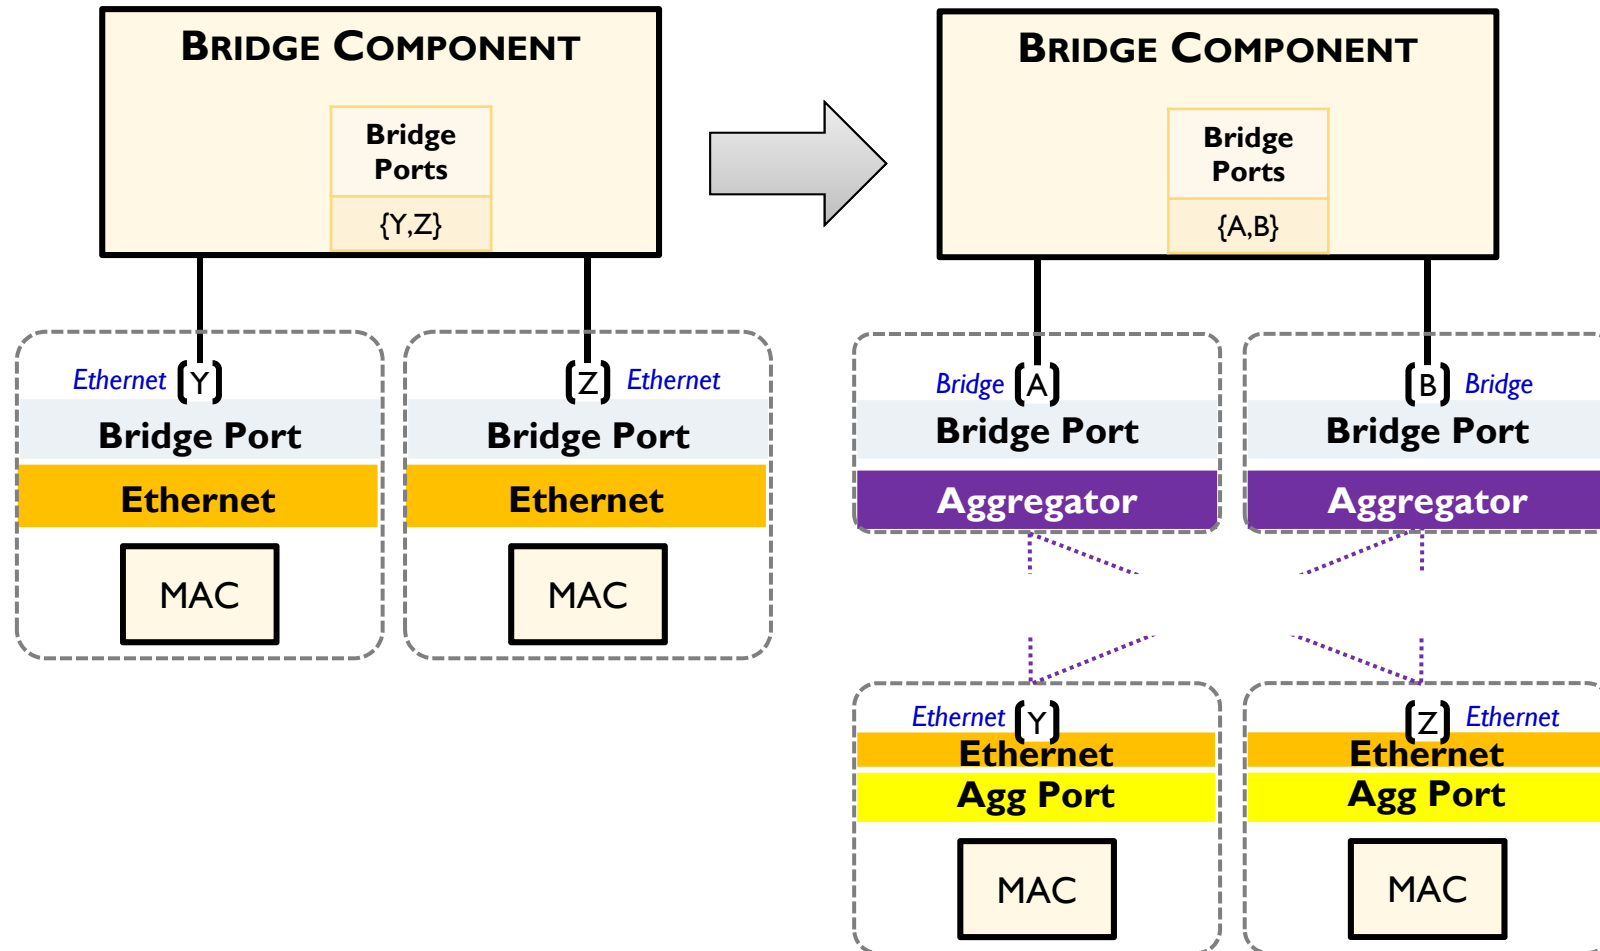 BRIDGE COMPONENT
Bridge
Ports
{Y,Z}
Ethernet [Y]
[Z] Ethernet
Bridge Port
Bridge Port
Ethernet
Ethernet
MAC
MAC
BRIDGE COMPONENT
Bridge
Ports
{A,B}
Bridge [A]
[B] Bridge
Bridge Port
Bridge Port
Aggregator
Aggregator
Ethernet [Y]
[Z] Ethernet
Ethernet
Ethernet
Agg Port
Agg Port
MAC
MAC